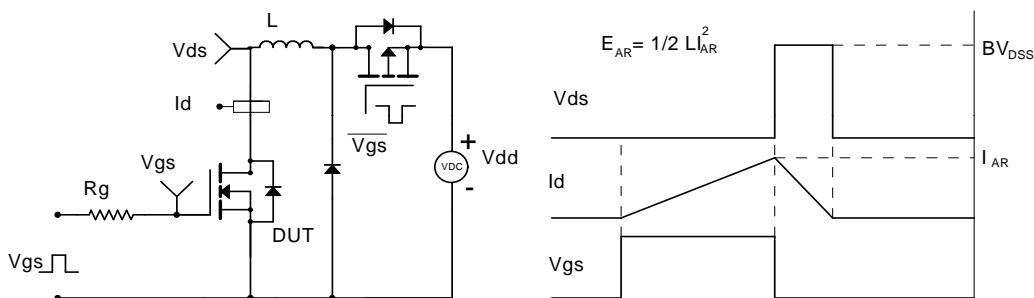 L
Vds
Id
Vgs
Rg
DUT
Vgs
Vgs
+
VDC
-
Vdd
E_AR = 1/2 LI_AR^2
Vds
BV_DSS
Id
I_AR
Vgs